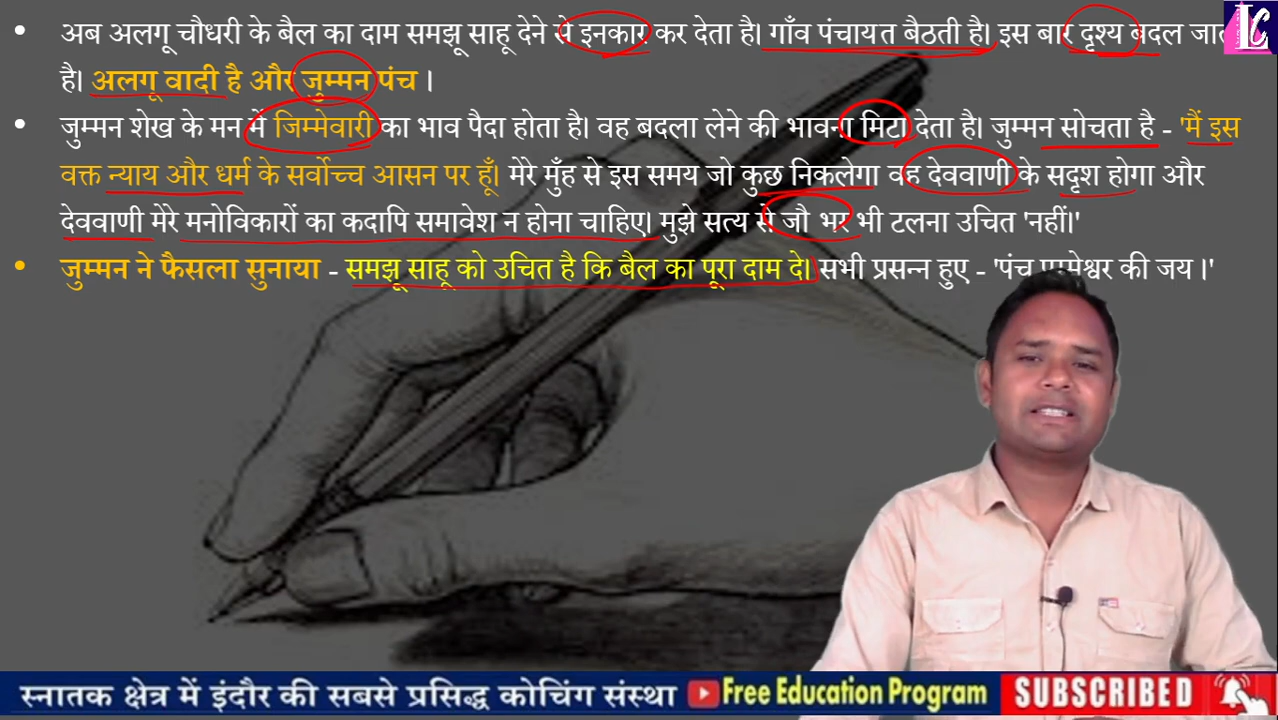 • अब अलगू चौधरी के बैल का दाम समझू साहू देने से इनकार कर देता है। गाँव पंचायत बैठती है। इस बार दृश्य बदल जाता
है। अलगू वादी है और जुम्मन पंच ।
• जुम्मन शेख के मन में जिम्मेवारी का भाव पैदा होता है। वह बदला लेने की भावना मिटा देता है। जुम्मन सोचता है - 'मैं इस
वक्त न्याय और धर्म के सर्वोच्च आसन पर हूँ। मेरे मुँह से इस समय जो कुछ निकलेगा वह देववाणी के सदृश होगा और
देववाणी मेरे मनोविकारों का कदापि समावेश न होना चाहिए। मुझे सत्य से जौ भर भी टलना उचित 'नहीं।'
• जुम्मन ने फैसला सुनाया - समझू साहू को उचित है कि बैल का पूरा दाम दे। सभी प्रसन्न हुए - 'पंच परमेश्वर की जय ।'
LC
स्नातक क्षेत्र में इंदौर की सबसे प्रसिद्ध कोचिंग संस्था Free Education Program SUBSCRIBED